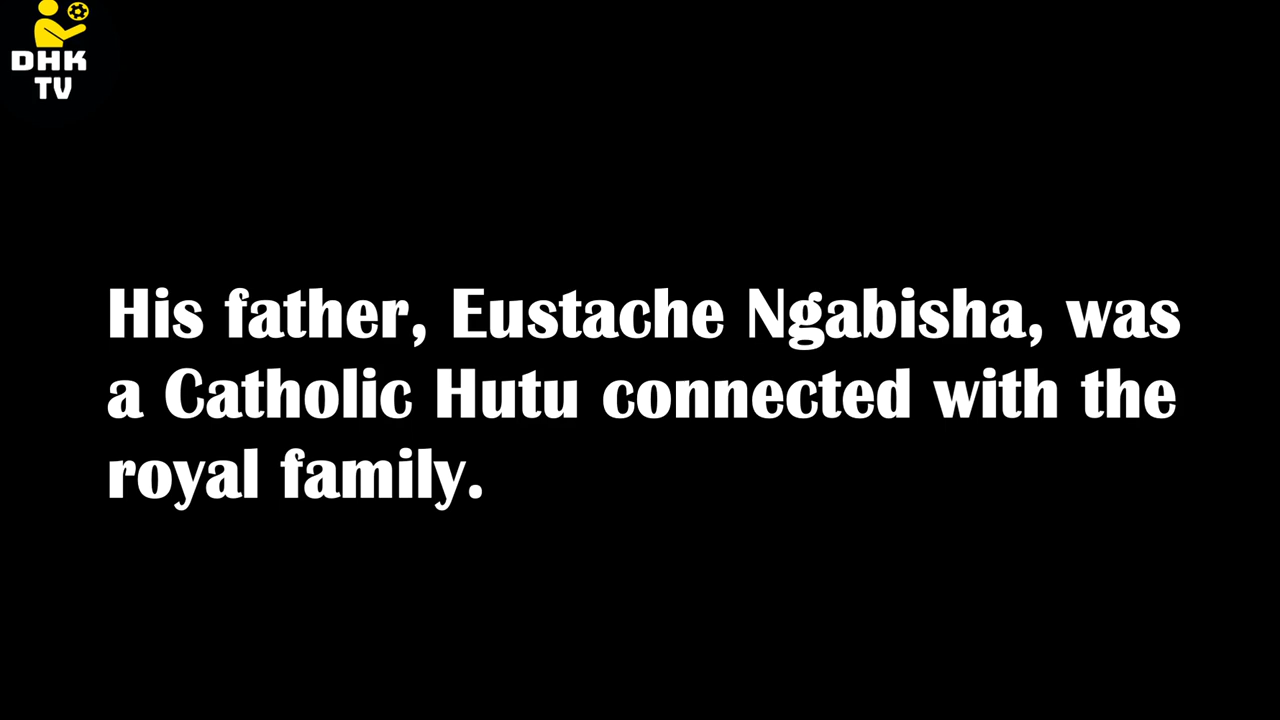 DHK
TV
His father, Eustache Ngabisha, was
a Catholic Hutu connected with the
royal family.